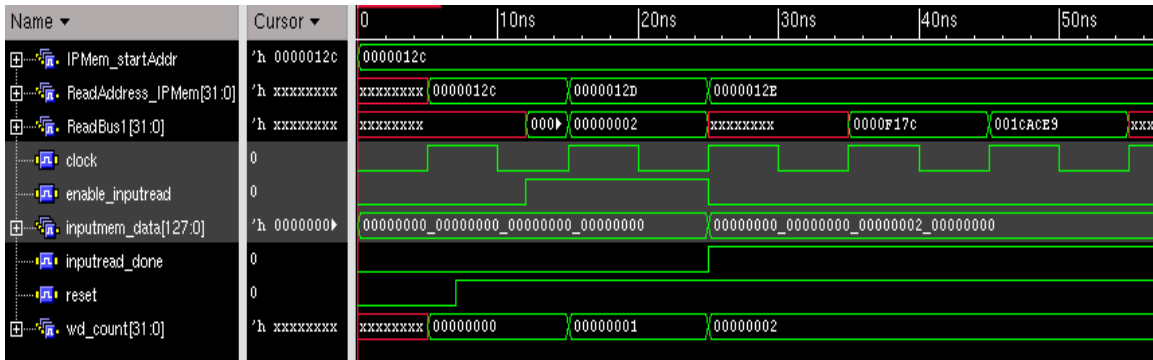 Name Cursor 0 10ns 20ns 30ns 40ns 50ns
IPMem_startAddr 'h 0000012C 0000012C
ReadAddress_IPMem[31:0] 'h xxxxxxxx xxxxxxxx 0000012C 0000012D 0000012E
ReadBus1[31:0] 'h xxxxxxxx xxxxxxxx 000 00000002 xxxxxxxx 0000F17C 001CACE9 xxx
clock 0
enable_inputread 0
inputmem_data[127:0] 'h 0000000 00000000_00000000_00000000_00000000 00000000_00000000_00000002_00000000
inputread_done 0
reset 0
wd_count[31:0] 'h xxxxxxxx xxxxxxxx 00000000 00000001 00000002